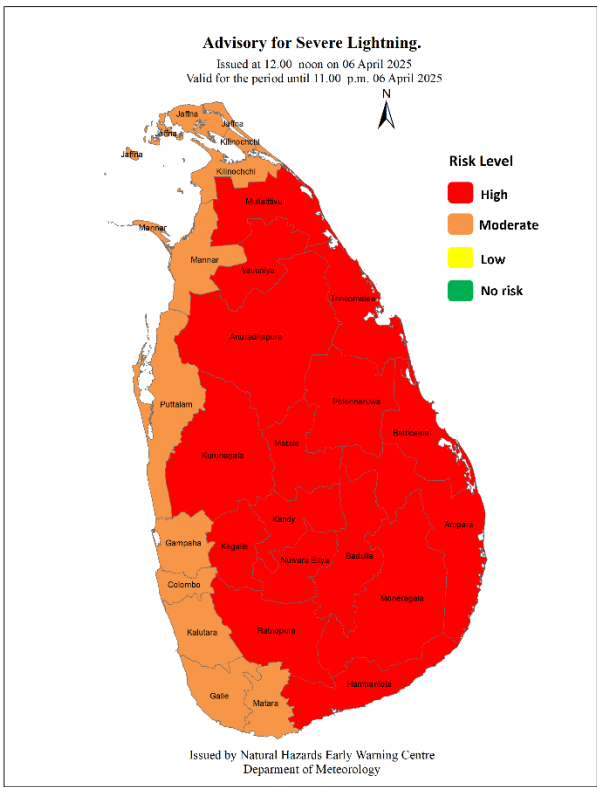 Advisory for Severe Lightning.
Issued at 12.00 noon on 06 April 2025
Valid for the period until 11.00 p.m. 06 April 2025
N
Jaffna
Jaffna
Jaffna
Kilinochchi
Jaffna
Kilinochchi
Risk Level
High
Moderate
Low
No risk
Mullaittivu
Mannar
Mannar
Vavuniya
Trincomalee
Anuradhapura
Puttalam
Polonnaruwa
Batticaloa
Matale
Kurunegala
Kandy
Ampara
Gampaha
Kegalle
Nuwara Eliya
Badulla
Colombo
Moneragala
Kalutara
Ratnapura
Hambantota
Galle
Matara
Issued by Natural Hazards Early Warning Centre
Deparment of Meteorology